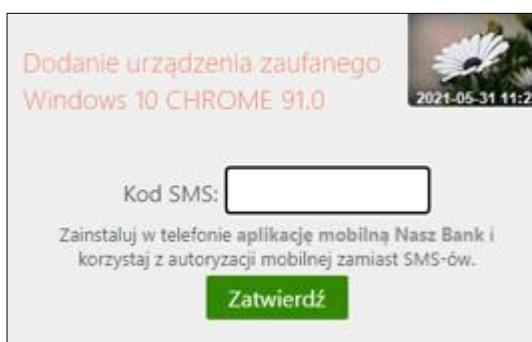 Dodanie urządzenia zaufanego
Windows 10 CHROME 91.0
2021-05-31 11:2
Kod SMS:
Zainstaluj w telefonie aplikację mobilną Nasz Bank i
korzystaj z autoryzacji mobilnej zamiast SMS-ów.
Zatwierdź